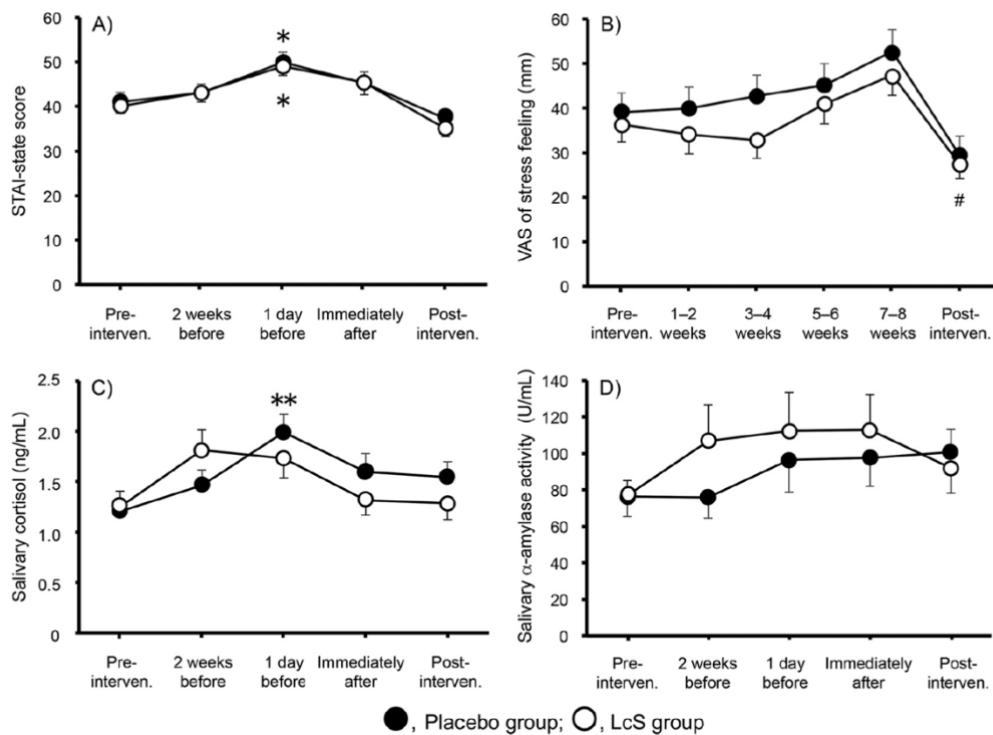 A)
60
50
40
30
20
10
0
STAI-state score
*
*
Pre-
interven.
2 weeks
before
1 day
before
Immediately
after
Post-
interven.
B)
60
50
40
30
20
10
0
VAS of stress feeling (mm)
#
Pre-
interven.
1–2
weeks
3–4
weeks
5–6
weeks
7–8
weeks
Post-
interven.
C)
2.5
2.0
1.5
1.0
0.5
0
Salivary cortisol (ng/mL)
**
Pre-
interven.
2 weeks
before
1 day
before
Immediately
after
Post-
interven.
D)
140
120
100
80
60
40
20
0
Salivary α-amylase activity (U/mL)
Pre-
interven.
2 weeks
before
1 day
before
Immediately
after
Post-
interven.
, Placebo group; , LcS group